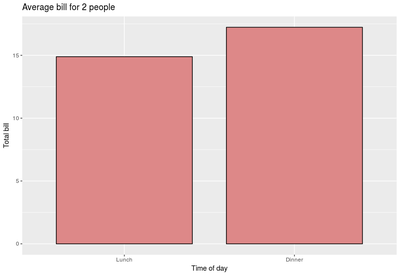 Average bill for 2 people
Total bill
15
10
5
0
Lunch
Dinner
Time of day